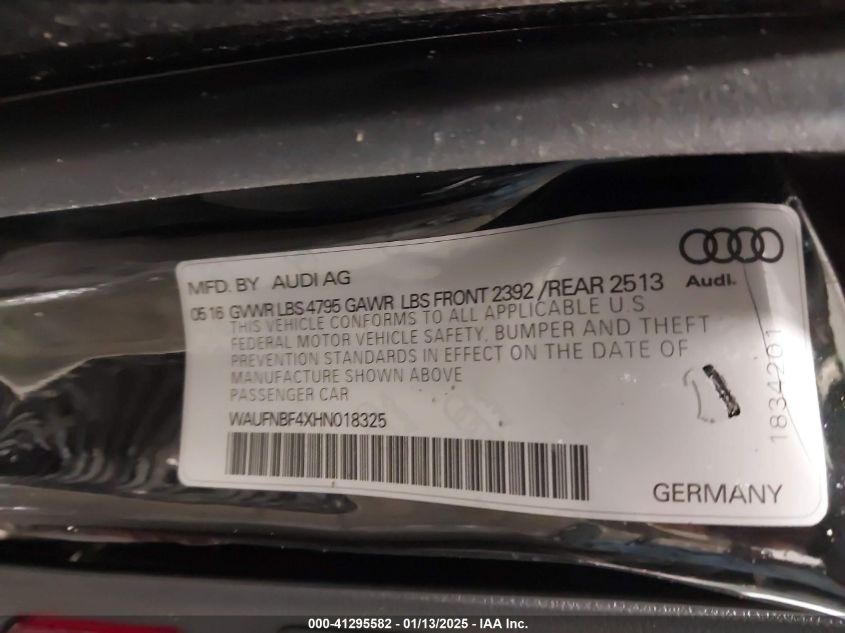 MFD. BY AUDI AG
05 16 GVWR LBS 4795 GAWR LBS FRONT 2392 / REAR 2513
THIS VEHICLE CONFORMS TO ALL APPLICABLE U.S
FEDERAL MOTOR VEHICLE SAFETY, BUMPER AND THEFT
PREVENTION STANDARDS IN EFFECT ON THE DATE OF
MANUFACTURE SHOWN ABOVE
PASSENGER CAR
WAUFNBF4XHN018325
Audi.
1834261
GERMANY
000-41295582 - 01/13/2025 - IAA Inc.